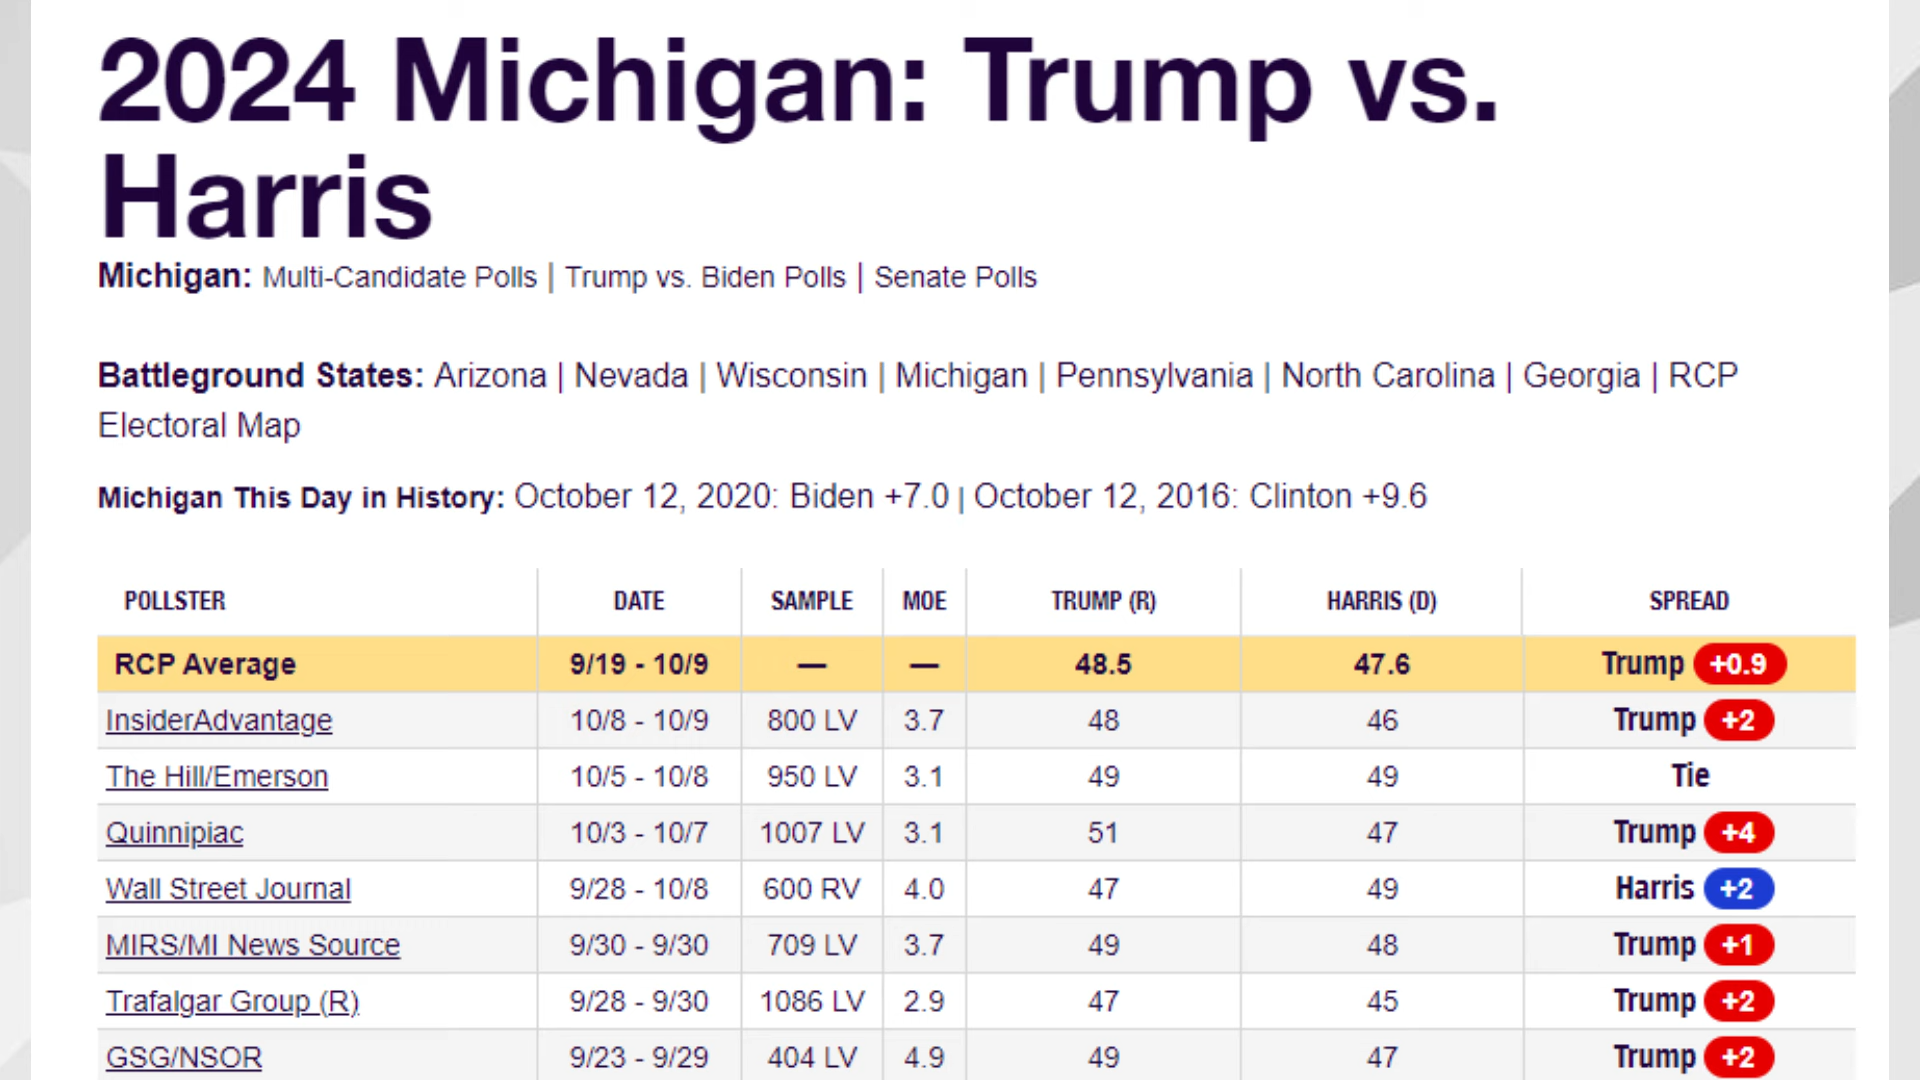 2024 Michigan: Trump vs.
Harris
Michigan: Multi-Candidate Polls | Trump vs. Biden Polls | Senate Polls
Battleground States: Arizona | Nevada | Wisconsin | Michigan | Pennsylvania | North Carolina | Georgia | RCP
Electoral Map
Michigan This Day in History: October 12, 2020: Biden +7.0 | October 12, 2016: Clinton +9.6
POLLSTER DATE SAMPLE MOE TRUMP (R) HARRIS (D) SPREAD
RCP Average 9/19 - 10/9 — — 48.5 47.6 Trump +0.9
InsiderAdvantage 10/8 - 10/9 800 LV 3.7 48 46 Trump +2
The Hill/Emerson 10/5 - 10/8 950 LV 3.1 49 49 Tie
Quinnipiac 10/3 - 10/7 1007 LV 3.1 51 47 Trump +4
Wall Street Journal 9/28 - 10/8 600 RV 4.0 47 49 Harris +2
MIRS/MI News Source 9/30 - 9/30 709 LV 3.7 49 48 Trump +1
Trafalgar Group (R) 9/28 - 9/30 1086 LV 2.9 47 45 Trump +2
GSG/NSOR 9/23 - 9/29 404 LV 4.9 49 47 Trump +2